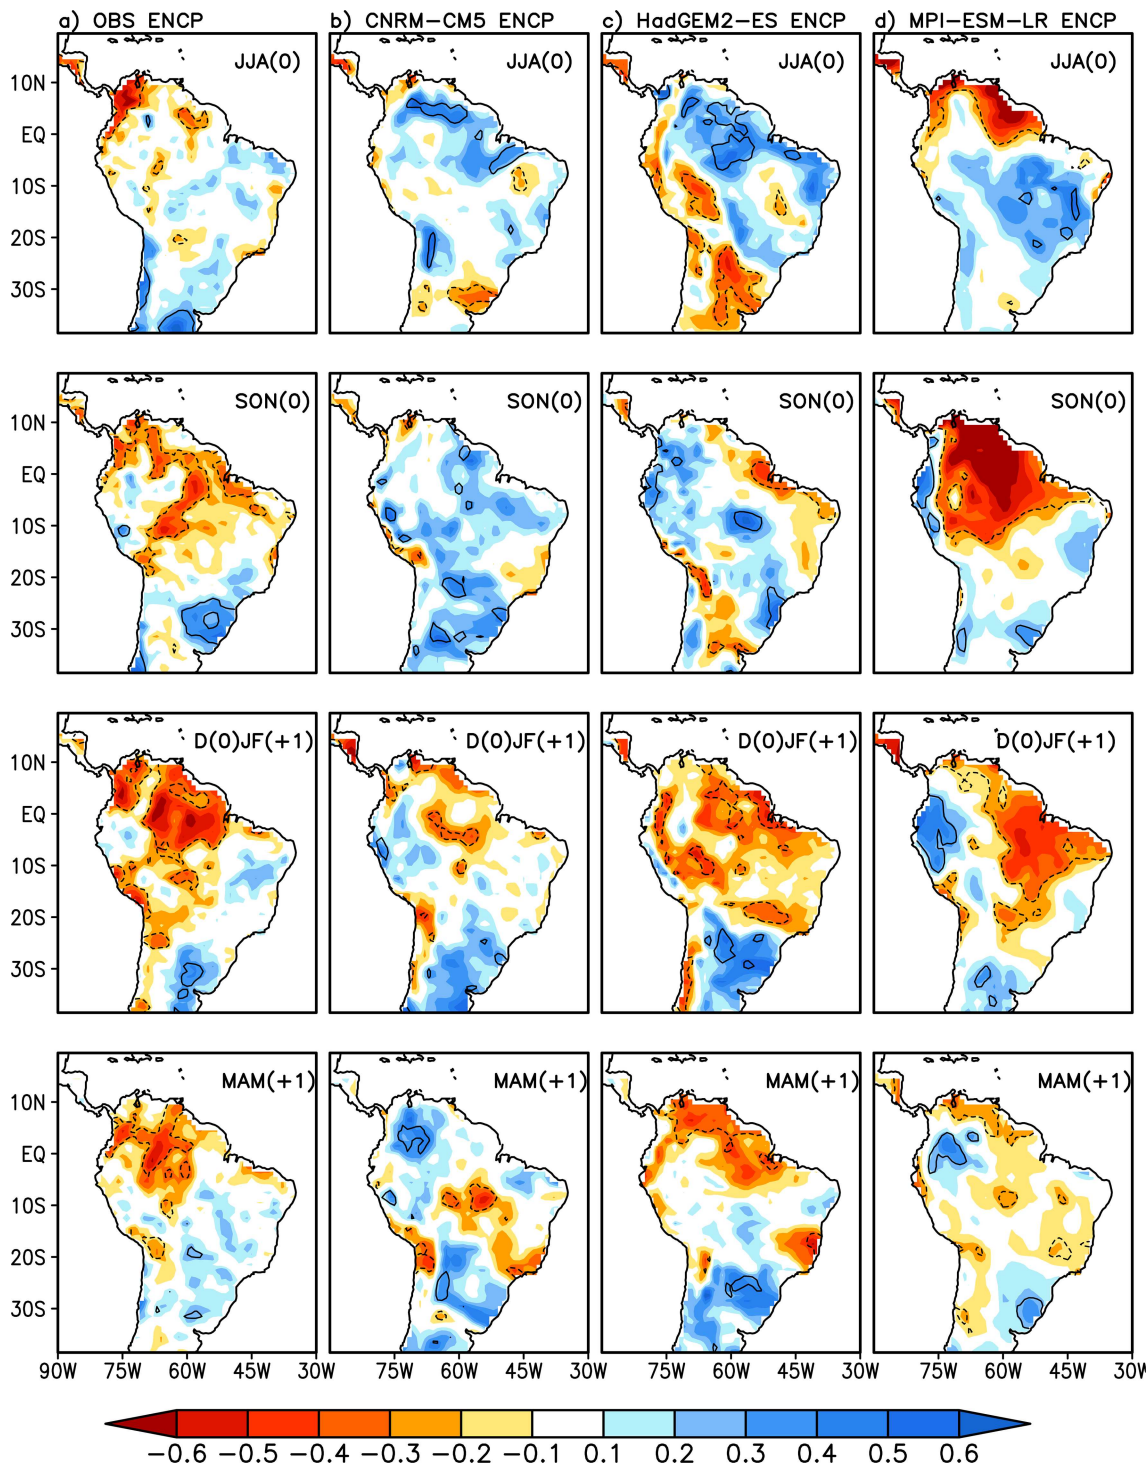 a) OBS ENCP b) CNRM-CM5 ENCP c) HadGEM2-ES ENCP d) MPI-ESM-LR ENCP
JJA(0) JJA(0) JJA(0) JJA(0)
10N
EQ
10S
20S
30S
SON(0) SON(0) SON(0) SON(0)
10N
EQ
10S
20S
30S
D(0)JF(+1) D(0)JF(+1) D(0)JF(+1) D(0)JF(+1)
10N
EQ
10S
20S
30S
MAM(+1) MAM(+1) MAM(+1) MAM(+1)
10N
EQ
10S
20S
30S
90W 75W 60W 45W 30W 75W 60W 45W 30W 75W 60W 45W 30W 75W 60W 45W 30W
-0.6 -0.5 -0.4 -0.3 -0.2 -0.1 0.1 0.2 0.3 0.4 0.5 0.6